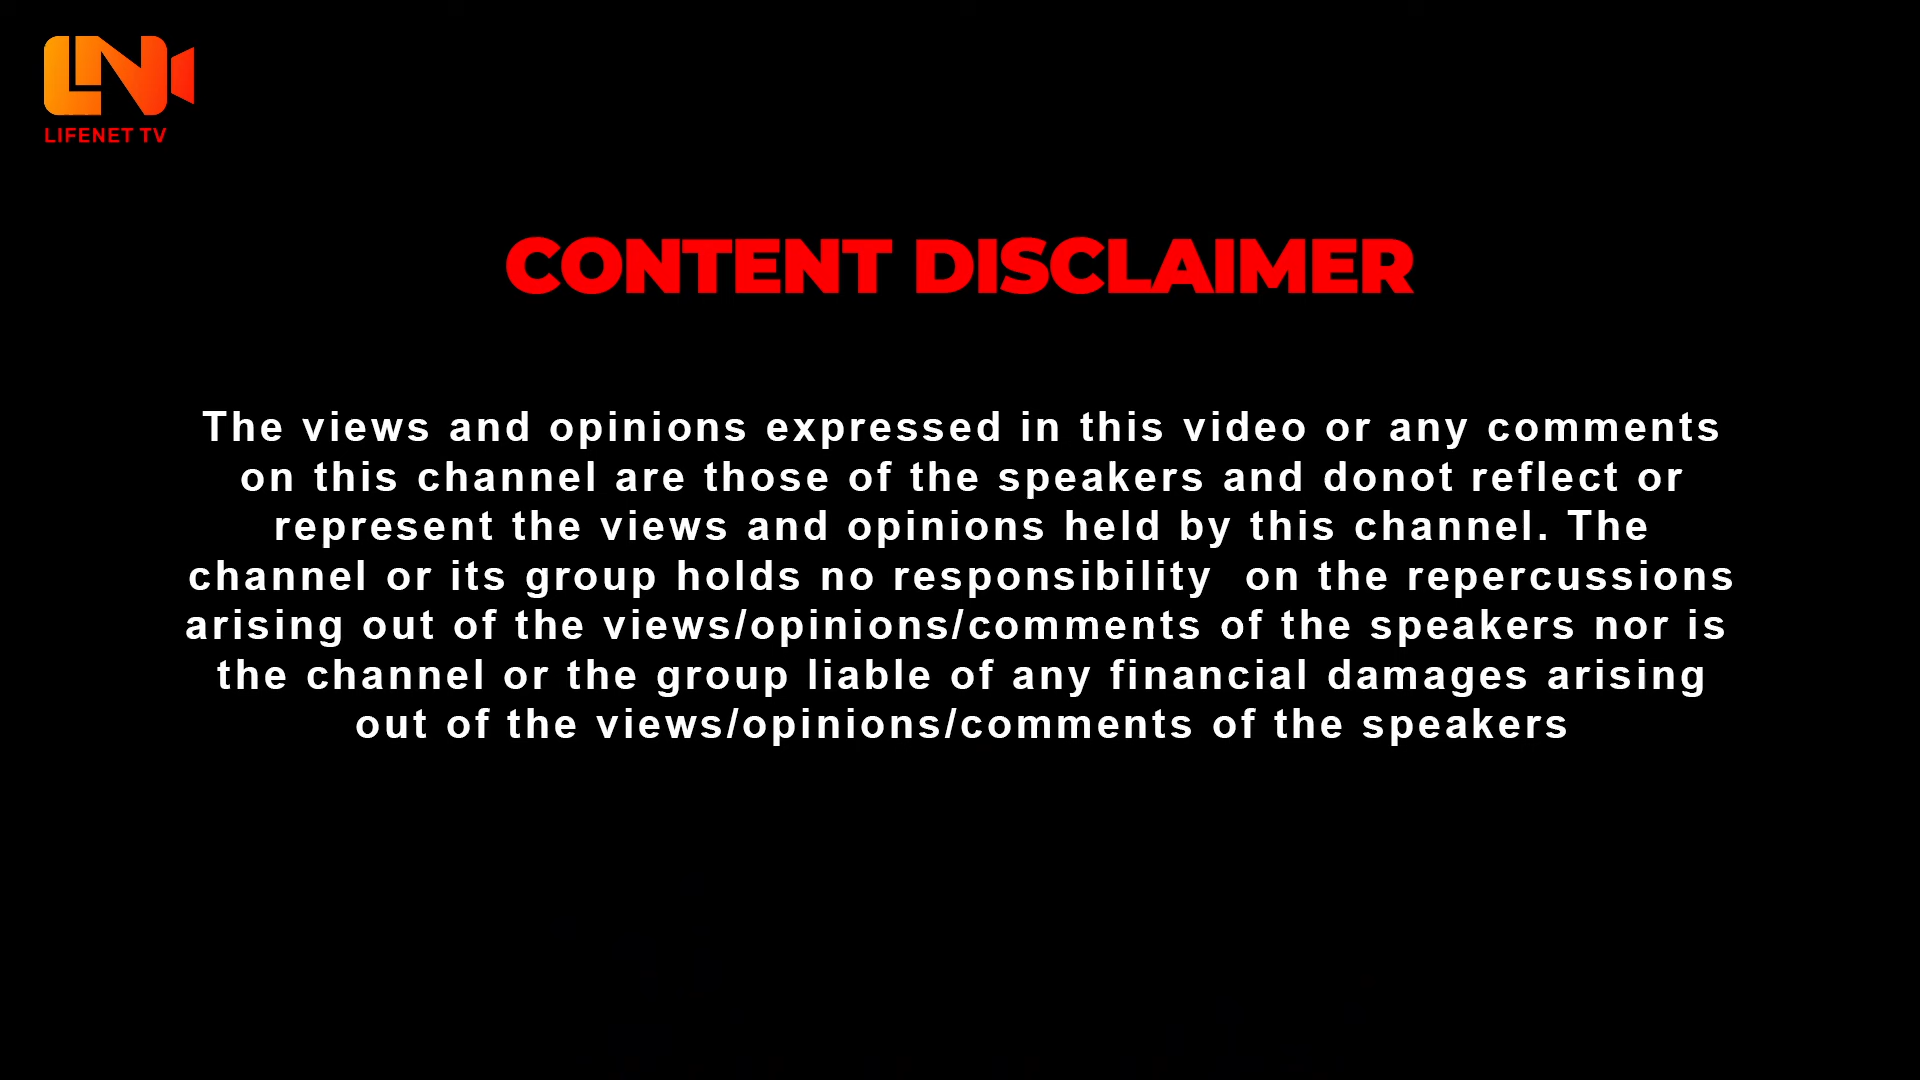 LN
LIFENET TV
CONTENT DISCLAIMER
The views and opinions expressed in this video or any comments
on this channel are those of the speakers and donot reflect or
represent the views and opinions held by this channel. The
channel or its group holds no responsibility  on the repercussions
arising out of the views/opinions/comments of the speakers nor is
the channel or the group liable of any financial damages arising
out of the views/opinions/comments of the speakers